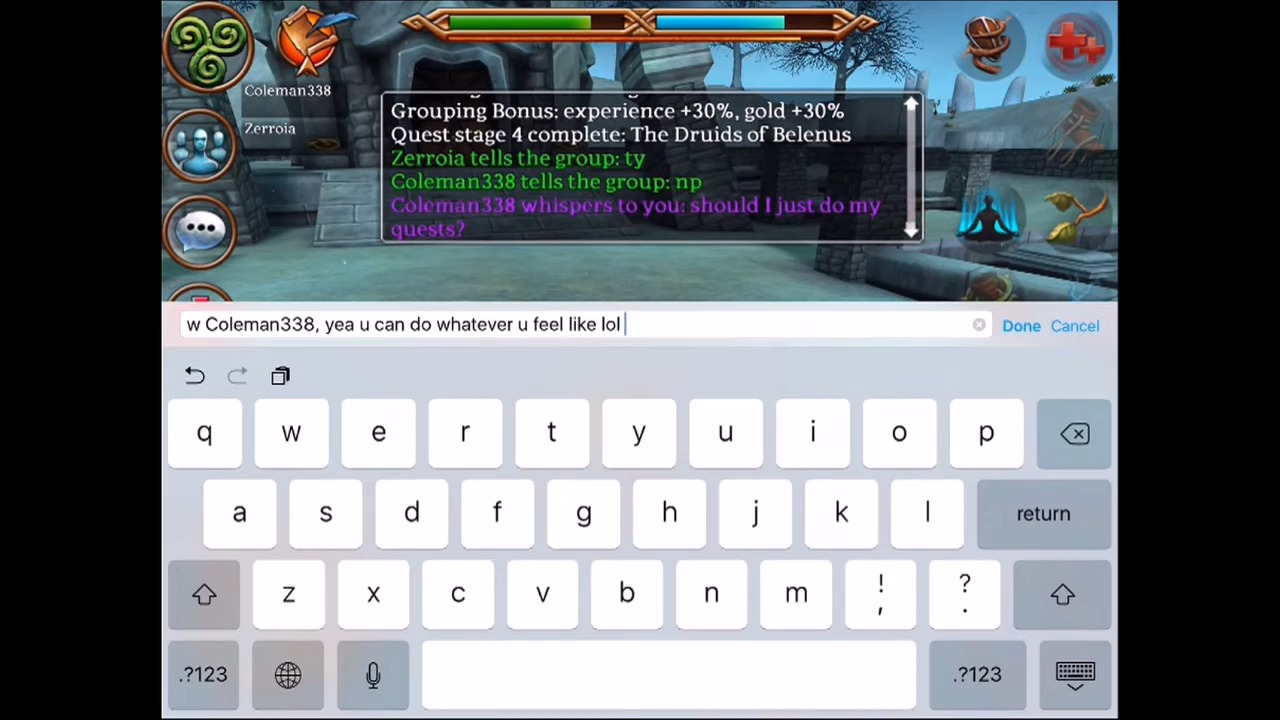 Coleman338
Zerroia
Grouping Bonus: experience +30%, gold +30%
Quest stage 4 complete: The Druids of Belenus
Zerroia tells the group: ty
Coleman338 tells the group: np
Coleman338 whispers to you: should I just do my
quests?
w Coleman338, yea u can do whatever u feel like lol
Done Cancel
q w e r t y u i o p
a s d f g h j k l return
z x c v b n m ! , ? .
.?123 .?123